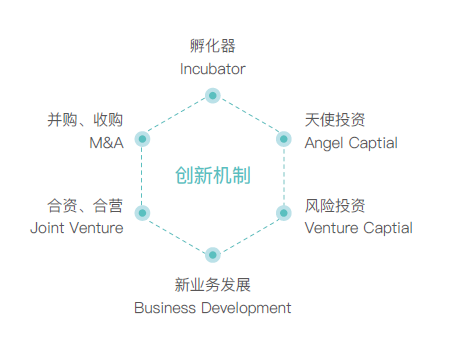 孵化器
Incubator
并购、收购
M&A
天使投资
Angel Captial
创新机制
合资、合营
Joint Venture
风险投资
Venture Captial
新业务发展
Business Development